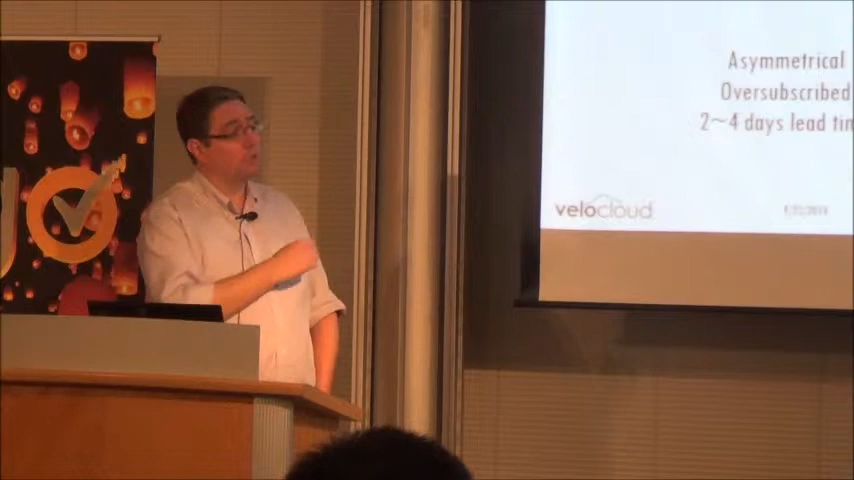 Asymmetrical
Oversubscribed
2~4 days lead tim
velocloud